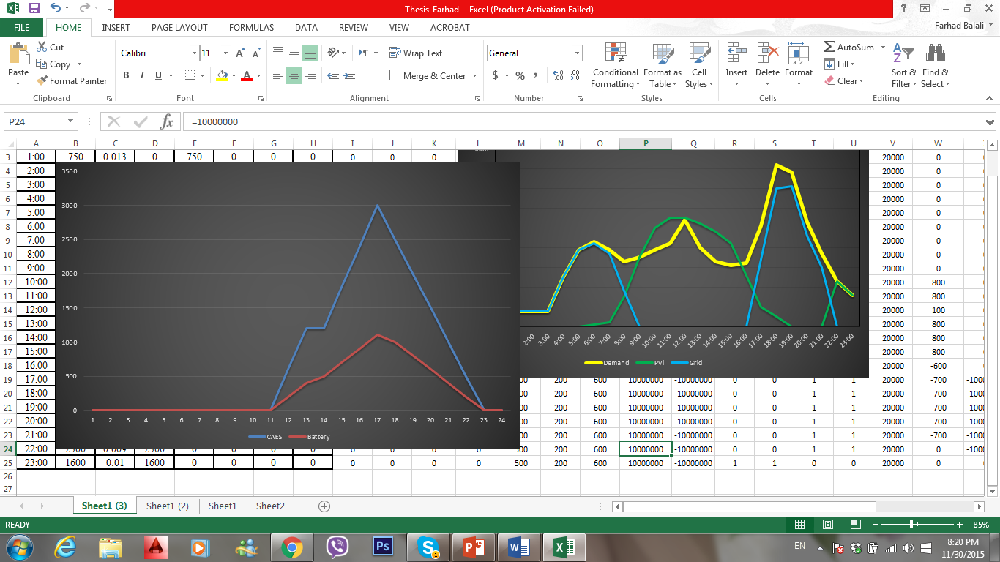 Thesis-Farhad - Excel (Product Activation Failed)
FILE HOME INSERT PAGE LAYOUT FORMULAS DATA REVIEW VIEW ACROBAT Farhad Balali
Cut
Copy
Format Painter
Paste
Clipboard
Calibri 11
B I U
Font
Wrap Text
Merge & Center
Alignment
General
$ % ,
Number
Conditional Formatting
Format as Table
Cell Styles
Styles
Insert Delete Format
Cells
AutoSum
Fill
Clear
Sort & Filter
Find & Select
Editing
P24 fx =10000000
A B C D E F G H I J K L M N O P Q R S T U V W
3 1:00 750 0.013 0 750 0 0 0 0 0 0 20000 0
4 2:00 20000 0
5 3:00 20000 0
6 4:00 20000 0
7 5:00 20000 0
8 6:00 20000 0
9 7:00 20000 0
10 8:00 20000 0
11 9:00 20000 0
12 10:00 20000 800
13 11:00 20000 800
14 12:00 20000 100
15 13:00 20000 800
16 14:00 20000 800
17 15:00 20000 800
18 16:00 20000 -600
19 17:00 200 600 10000000 -10000000 0 0 1 1 20000 -700
20 18:00 200 600 10000000 -10000000 0 0 1 1 20000 -700
21 19:00 200 600 10000000 -10000000 0 0 1 1 20000 -700
22 20:00 200 600 10000000 -10000000 0 0 1 1 20000 -700
23 21:00 200 600 10000000 -10000000 0 0 1 1 20000 -700
24 22:00 2300 0.009 2300 0 0 0 0 0 0 0 0 500 200 600 10000000 -10000000 0 0 1 1 20000 0
25 23:00 1600 0.01 1600 0 0 0 0 0 0 0 0 500 200 600 10000000 -10000000 1 1 0 0 20000 0
26
27
3500
3000
2500
2000
1500
1000
500
0
1 2 3 4 5 6 7 8 9 10 11 12 13 14 15 16 17 18 19 20 21 22 23 24
CAES Battery
2:00 3:00 4:00 5:00 6:00 7:00 8:00 9:00 10:00 11:00 12:00 13:00 14:00 15:00 16:00 17:00 18:00 19:00 20:00 21:00 22:00 23:00
Demand PVi Grid
Sheet1 (3) Sheet1 (2) Sheet1 Sheet2
READY 85%
EN 8:20 PM
11/30/2015